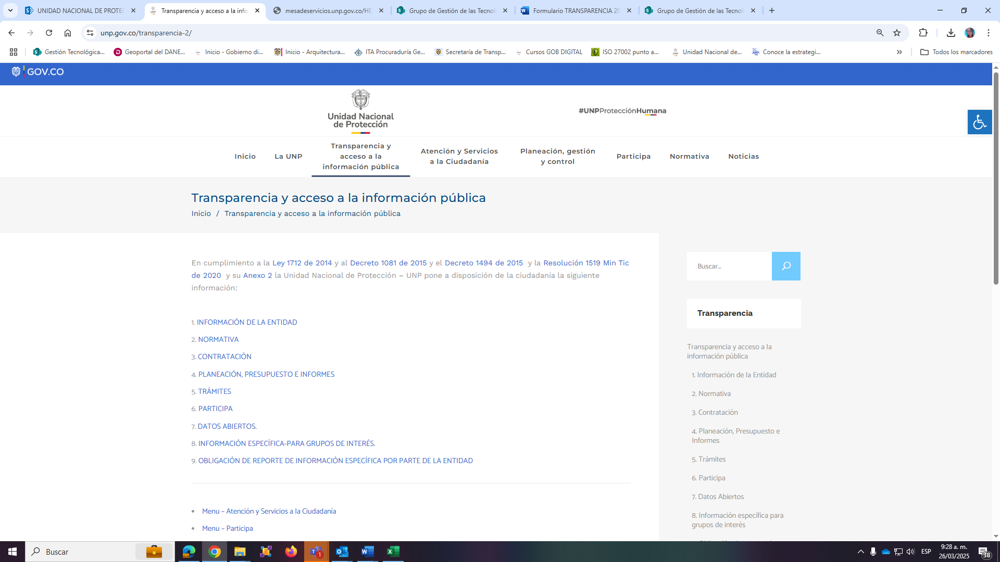 UNIDAD NACIONAL DE PROTEC
Transparencia y acceso a la info
mesadeservicios.unp.gov.co/HE
Grupo de Gestión de las Tecnol
Formulario TRANSPARENCIA 20
Grupo de Gestión de las Tecnol
unp.gov.co/transparencia-2/
Gestión Tecnológica...
Geoportal del DANE...
Inicio - Gobierno di...
Inicio - Arquitectura...
ITA Procuraduría Ge...
Secretaría de Transp...
Cursos GOB DIGITAL
ISO 27002 punto a...
Unidad Nacional de...
Conoce la estrategi...
Todos los marcadores
GOV.CO
Unidad Nacional
de Protección
#UNPProtecciónHumana
Inicio
La UNP
Transparencia y
acceso a la
información pública
Atención y Servicios
a la Ciudadanía
Planeación, gestión
y control
Participa
Normativa
Noticias
Transparencia y acceso a la información pública
Inicio / Transparencia y acceso a la información pública
En cumplimiento a la Ley 1712 de 2014 y al Decreto 1081 de 2015 y el Decreto 1494 de 2015 y la Resolución 1519 Min Tic
de 2020 y su Anexo 2 la Unidad Nacional de Protección – UNP pone a disposición de la ciudadanía la siguiente
información:
1. INFORMACIÓN DE LA ENTIDAD
2. NORMATIVA
3. CONTRATACIÓN
4. PLANEACIÓN, PRESUPUESTO E INFORMES
5. TRÁMITES
6. PARTICIPA
7. DATOS ABIERTOS.
8. INFORMACIÓN ESPECÍFICA-PARA GRUPOS DE INTERÉS.
9. OBLIGACIÓN DE REPORTE DE INFORMACIÓN ESPECÍFICA POR PARTE DE LA ENTIDAD
• Menu – Atención y Servicios a la Ciudadanía
• Menu – Participa
Buscar...
Transparencia
Transparencia y acceso a la
información pública
1. Información de la Entidad
2. Normativa
3. Contratación
4. Planeación, Presupuesto e
Informes
5. Trámites
6. Participa
7. Datos Abiertos
8. Información específica para
grupos de interés
Buscar
1
ESP
9:28 a. m.
26/03/2025
38